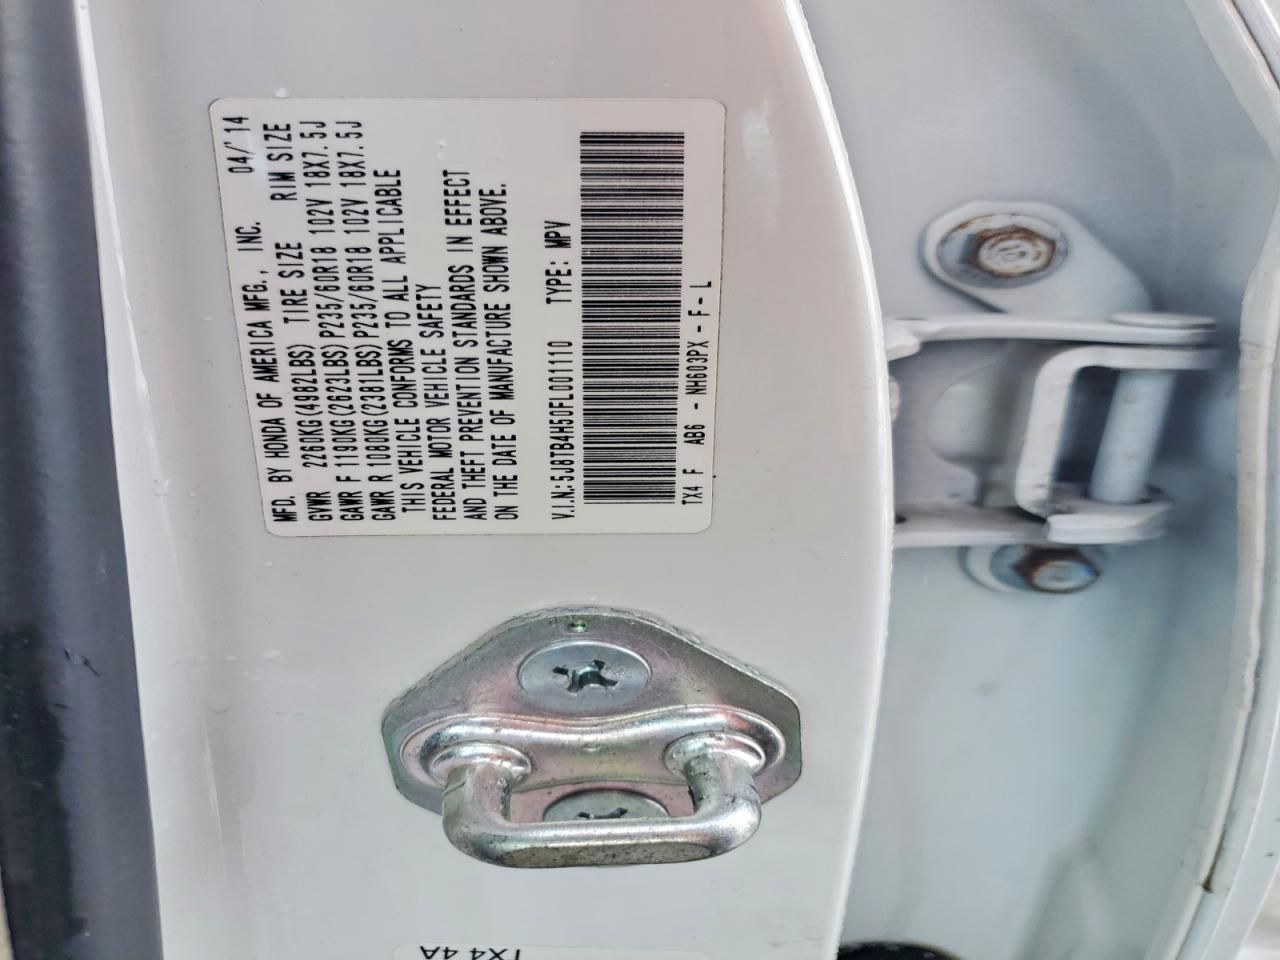 MFD. BY HONDA OF AMERICA MFG., INC. 04/'14
GVWR 2260KG(4982LBS) TIRE SIZE RIM SIZE
GAWR F 1190KG(2623LBS)P235/60R18 102V 18X7.5J
GAWR R 1080KG(2381LBS)P235/60R18 102V 18X7.5J
THIS VEHICLE CONFORMS TO ALL APPLICABLE
FEDERAL MOTOR VEHICLE SAFETY
AND THEFT PREVENTION STANDARDS IN EFFECT
ON THE DATE OF MANUFACTURE SHOWN ABOVE.
V.I.N:5J8TB4H50FL001110 TYPE: MPV
TX4 F AB6 - NH603PX - F - L
TX4 4A